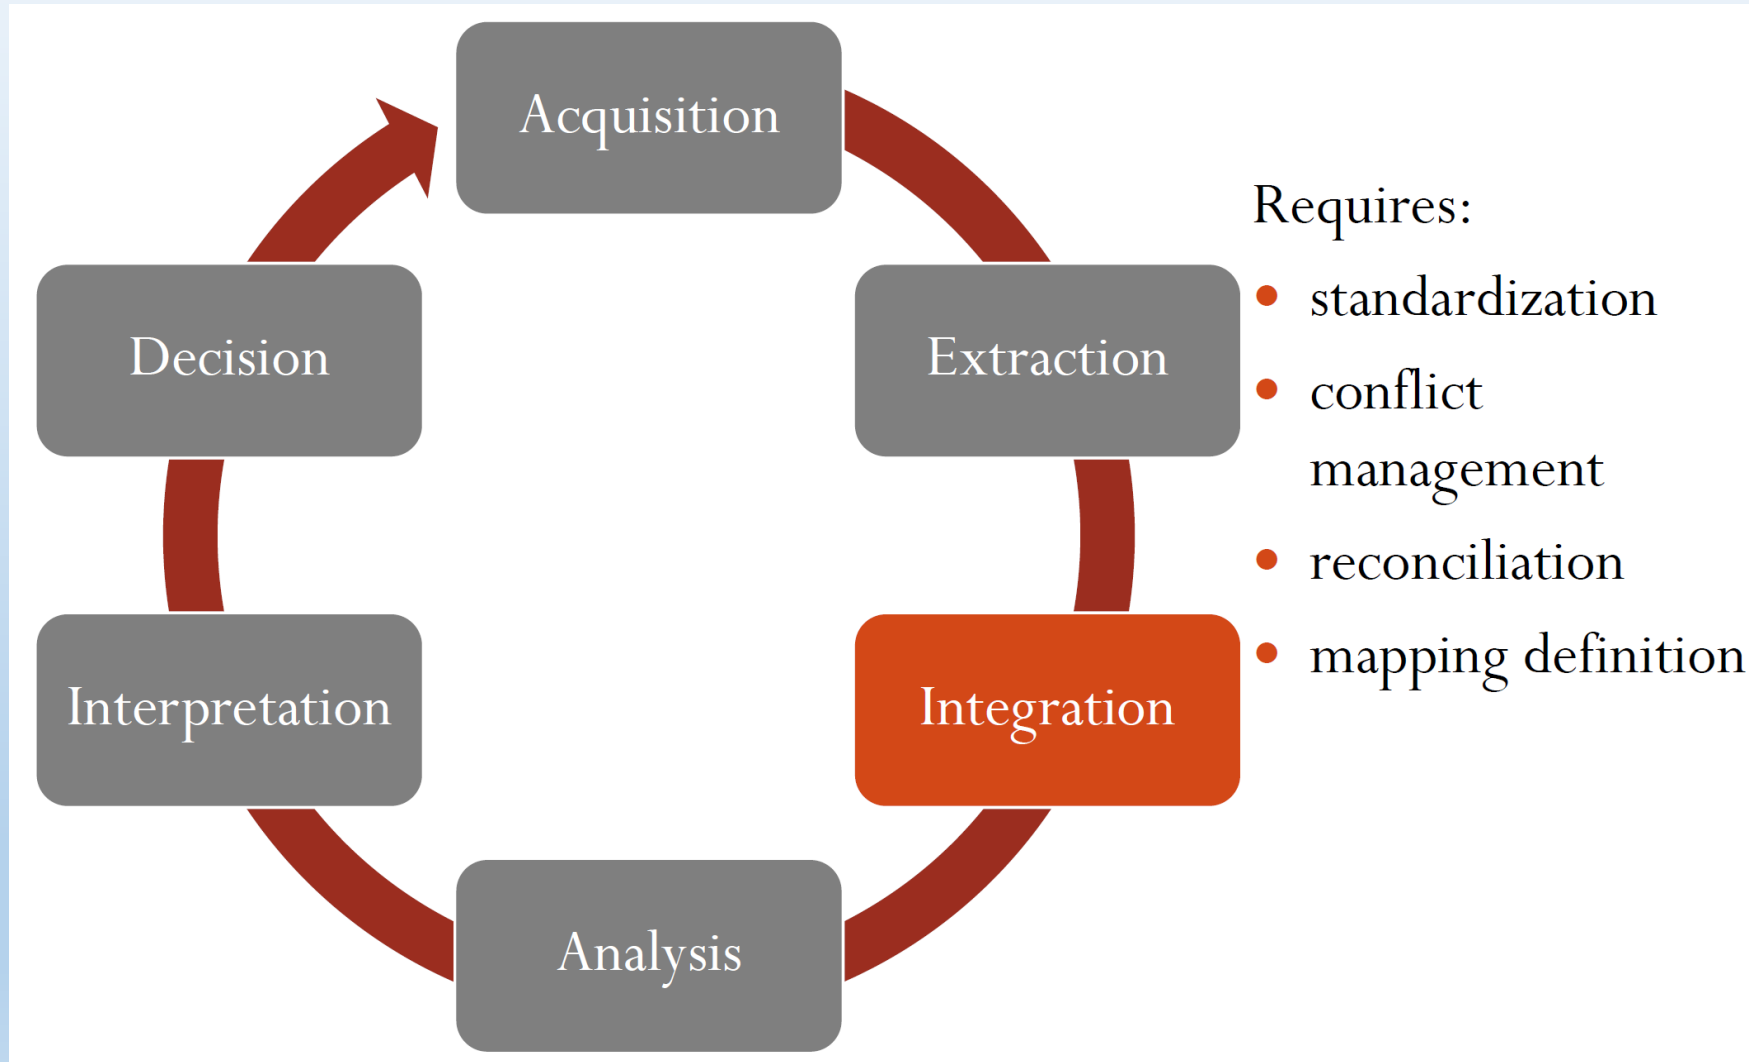 Acquisition
Extraction
Integration
Analysis
Interpretation
Decision
Requires:
• standardization
• conflict
management
• reconciliation
• mapping definition